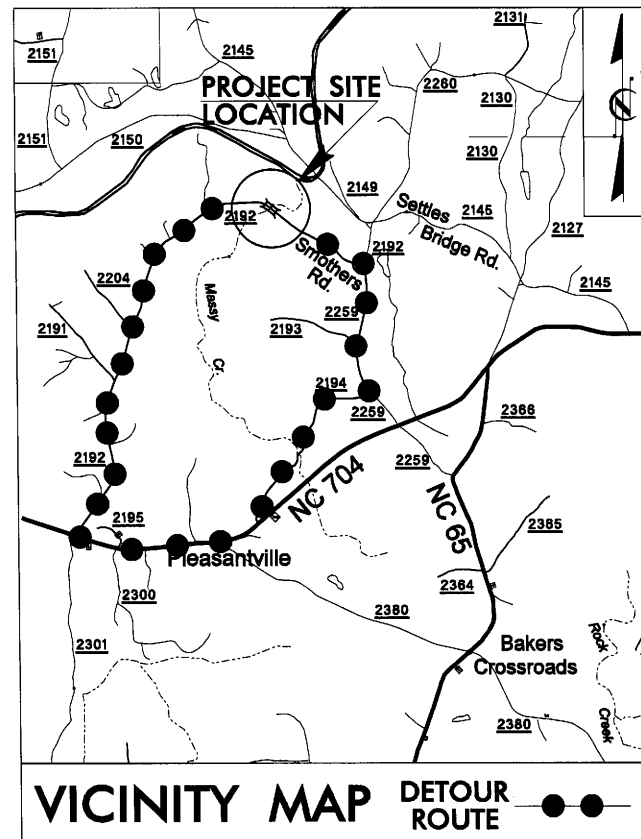 2131
2151
2145
2260
PROJECT SITE
LOCATION
2130
2151
2150
2130
2149
2192
Settles
Bridge Rd.
2145
2127
Smothers
Rd.
2192
2204
Massy
Cr.
2145
2259
2191
2193
2194
2259
2366
NC 704
2259
NC 65
2192
2385
2195
Pleasantville
2300
2364
2380
2301
Bakers
Crossroads
Rock
Creek
2380
VICINITY MAP
DETOUR
ROUTE